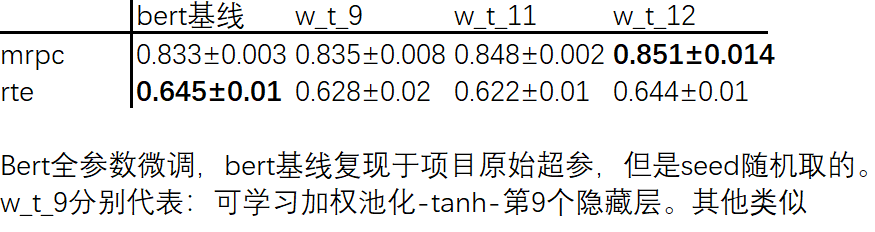 bert基线 w_t_9 w_t_11 w_t_12
mrpc 0.833±0.003 0.835±0.008 0.848±0.002 0.851±0.014
rte 0.645±0.01 0.628±0.02 0.622±0.01 0.644±0.01
Bert全参数微调，bert基线复现于项目原始超参，但是seed随机取的。
w_t_9分别代表：可学习加权池化-tanh-第9个隐藏层。其他类似